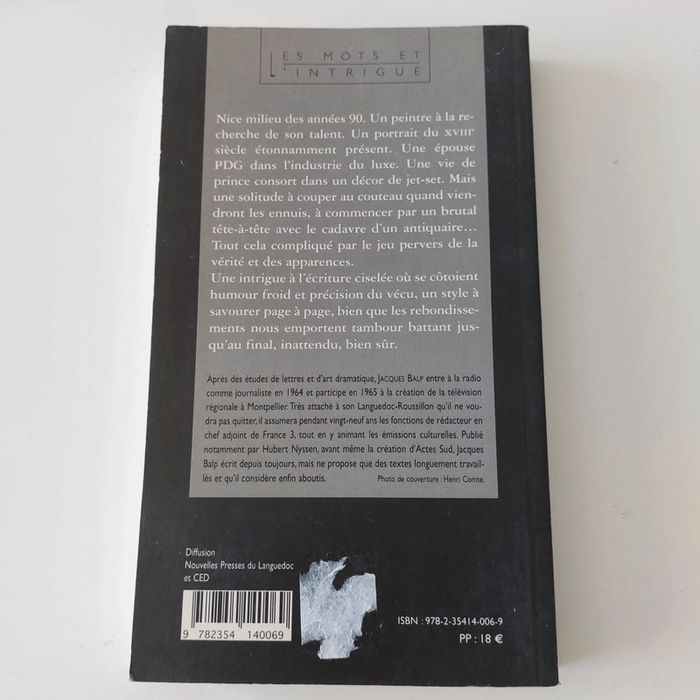 LES MOTS ET
L'INTRIGUE
Nice milieu des années 90. Un peintre à la re-
cherche de son talent. Un portrait du XVIIIe
siècle étonnamment présent. Une épouse
PDG dans l'industrie du luxe. Une vie de
prince consort dans un décor de jet-set. Mais
une solitude à couper au couteau quand vien-
dront les ennuis, à commencer par un brutal
tête-à-tête avec le cadavre d'un antiquaire...
Tout cela compliqué par le jeu pervers de la
vérité et des apparences.
Une intrigue à l'écriture ciselée où se côtoient
humour froid et précision du vécu, un style à
savourer page à page, bien que les rebondisse-
ments nous emportent tambour battant jus-
qu'au final, inattendu, bien sûr.
Après des études de lettres et d'art dramatique, JACQUES BALP entre à la radio
comme journaliste en 1964 et participe en 1965 à la création de la télévision
régionale à Montpellier. Très attaché à son Languedoc-Roussillon qu'il ne vou-
dra pas quitter, il assumera pendant vingt-neuf ans les fonctions de rédacteur en
chef adjoint de France 3, tout en y animant les émissions culturelles. Publié
notamment par Hubert Nyssen, avant même la création d'Actes Sud, Jacques
Balp écrit depuis toujours, mais ne propose que des textes longuement travail-
lés et qu'il considère enfin aboutis.
Photo de couverture : Henri Comte.
Diffusion
Nouvelles Presses du Languedoc
et CED
9 782354 140069
ISBN : 978-2-35414-006-9
PP : 18 €